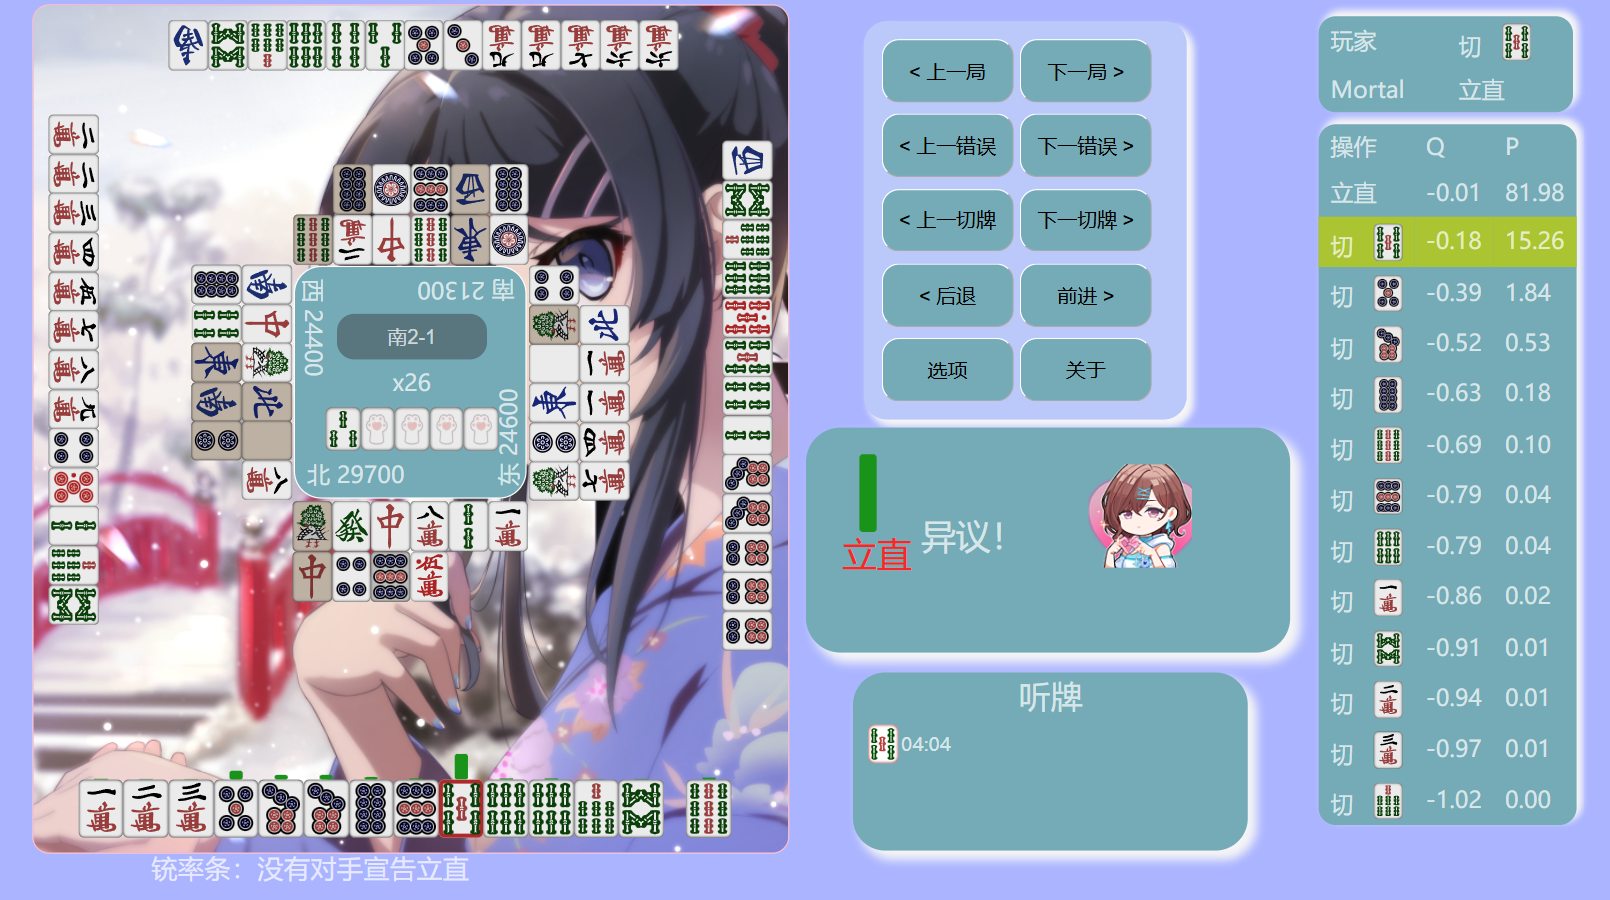 西 24400
南 21300
南2-1
x26
北 29700
东 24600
铳率条：没有对手宣告立直
< 上一局
下一局 >
< 上一错误
下一错误 >
< 上一切牌
下一切牌 >
< 后退
前进 >
选项
关于
立直
异议！
听牌
04:04
玩家 切
Mortal 立直
操作 Q P
立直 -0.01 81.98
切 -0.18 15.26
切 -0.39 1.84
切 -0.52 0.53
切 -0.63 0.18
切 -0.69 0.10
切 -0.79 0.04
切 -0.79 0.04
切 -0.86 0.02
切 -0.91 0.01
切 -0.94 0.01
切 -0.97 0.01
切 -1.02 0.00